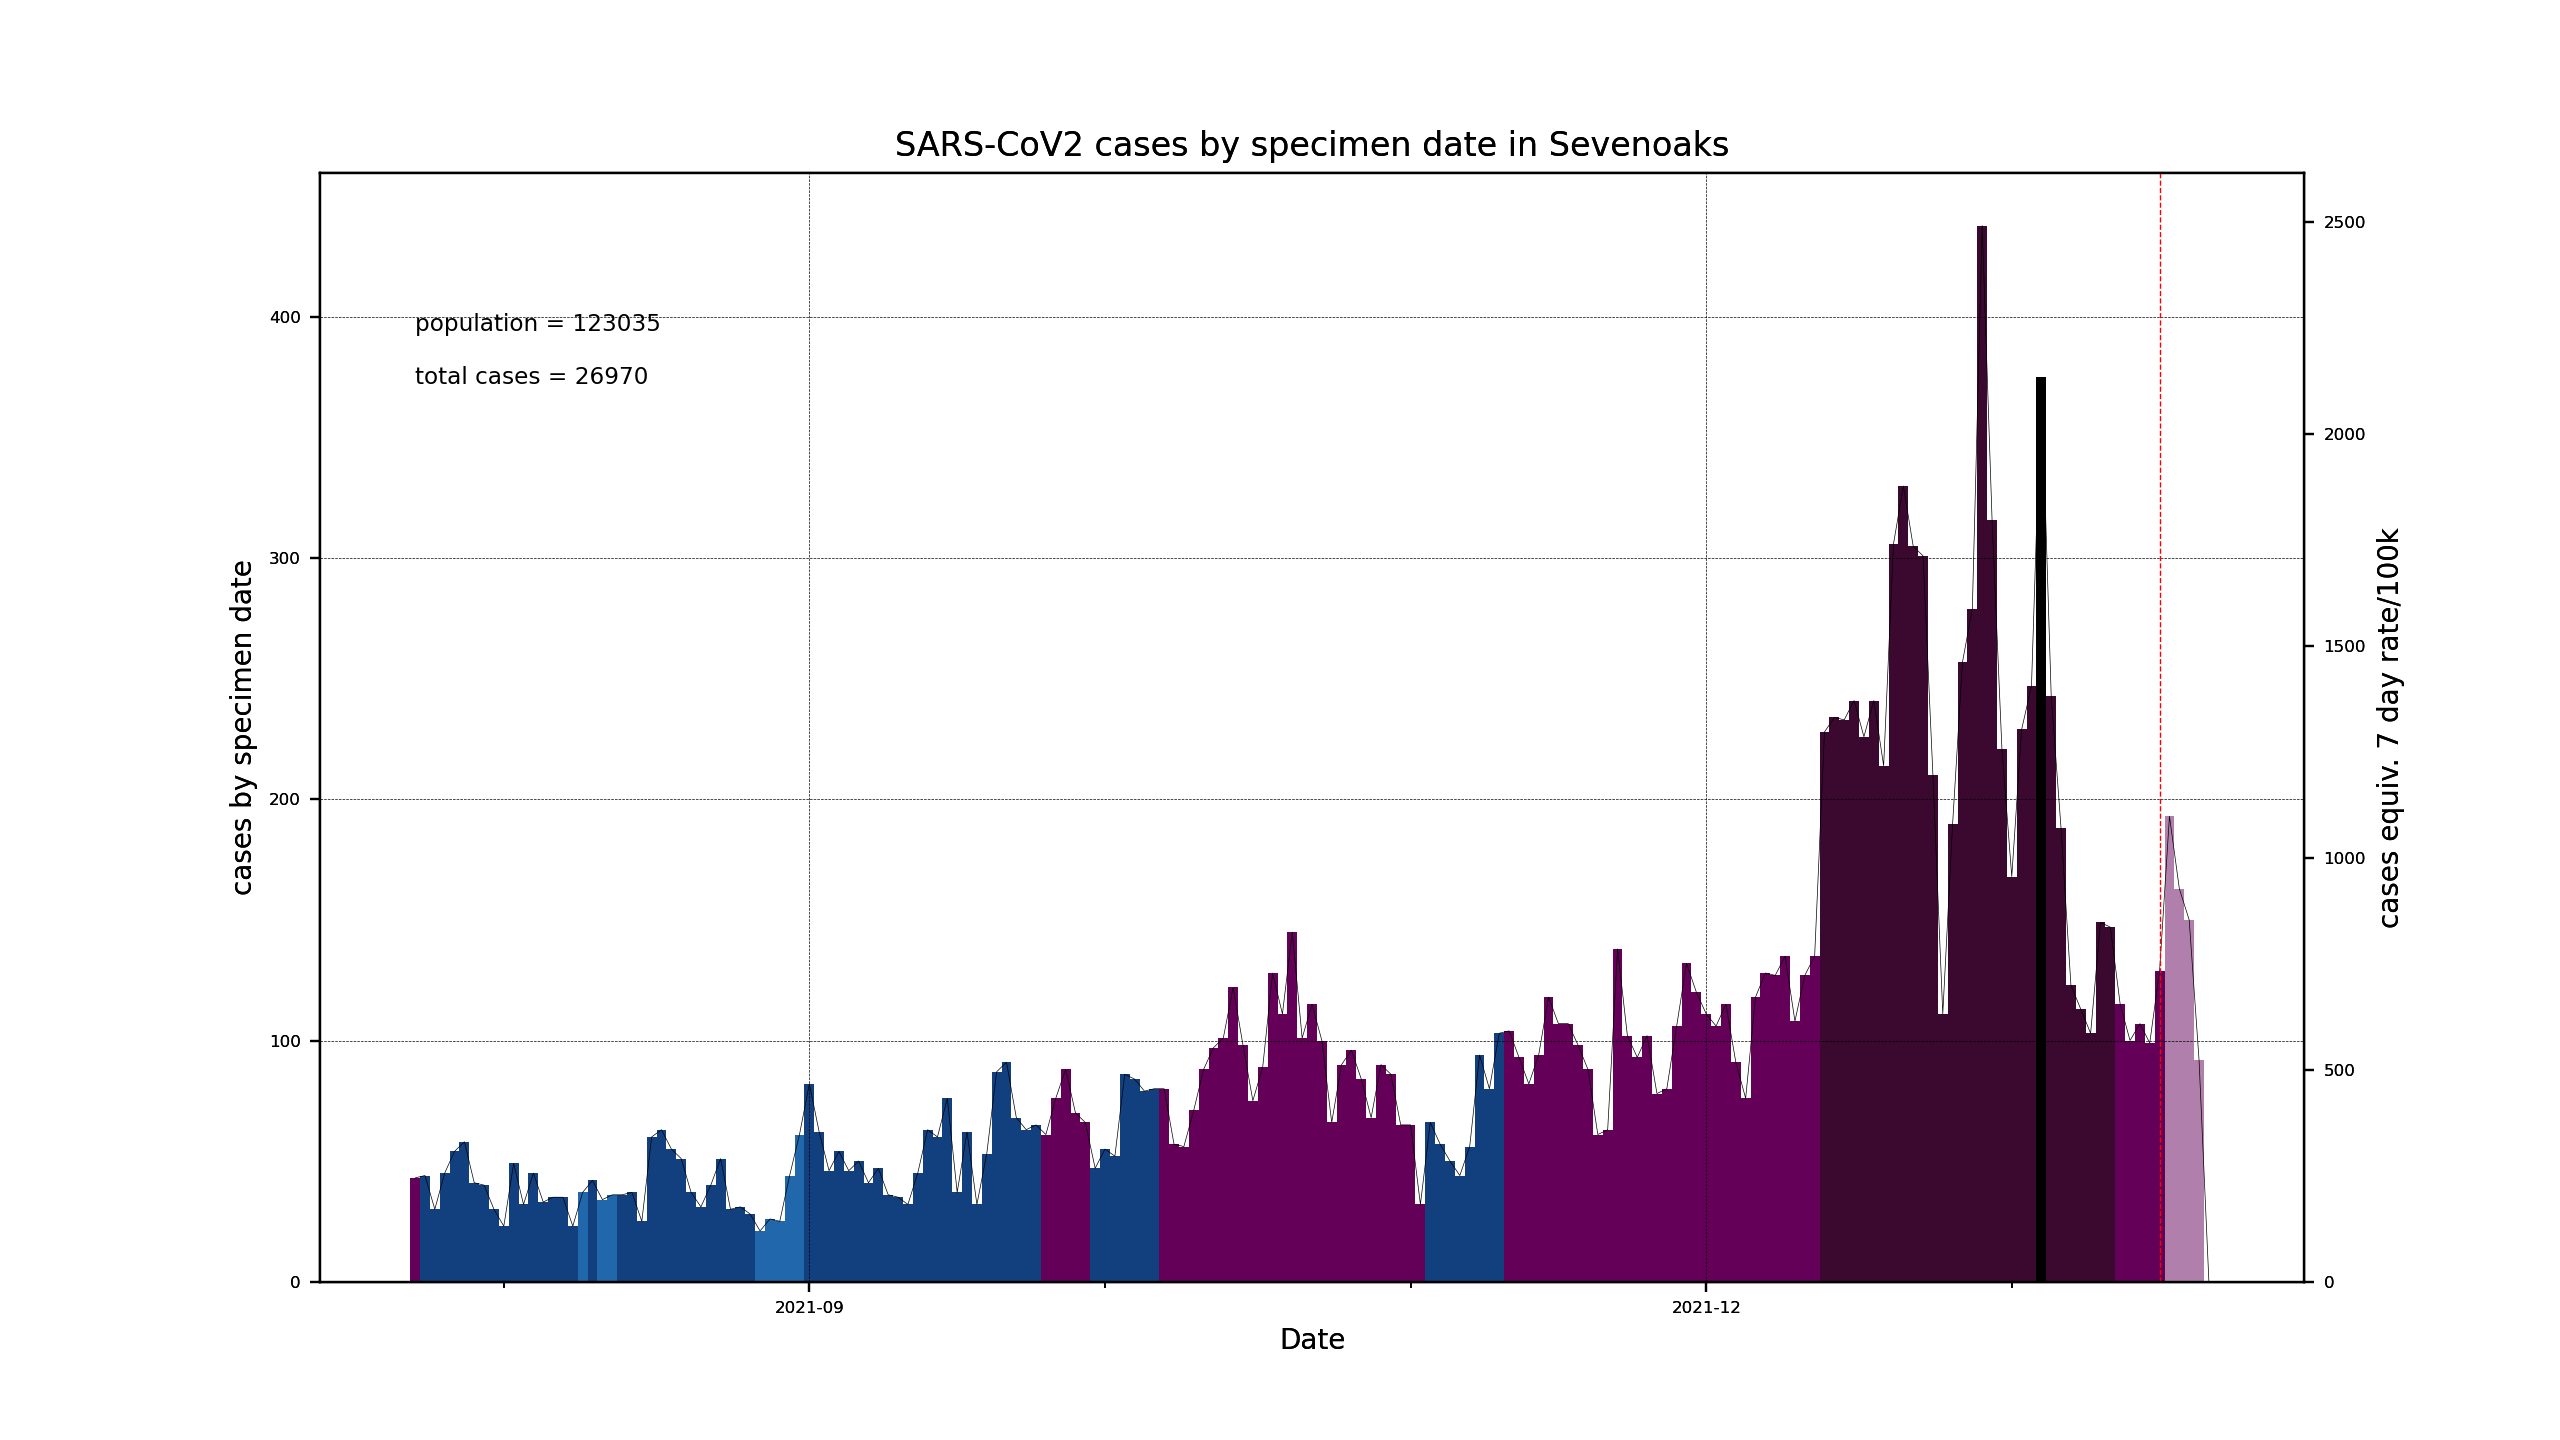 SARS-CoV2 cases by specimen date in Sevenoaks
population = 123035
total cases = 26970
cases by specimen date
400
300
200
100
0
2500
2000
1500
1000
500
0
cases equiv. 7 day rate/100k
2021-09
2021-12
Date